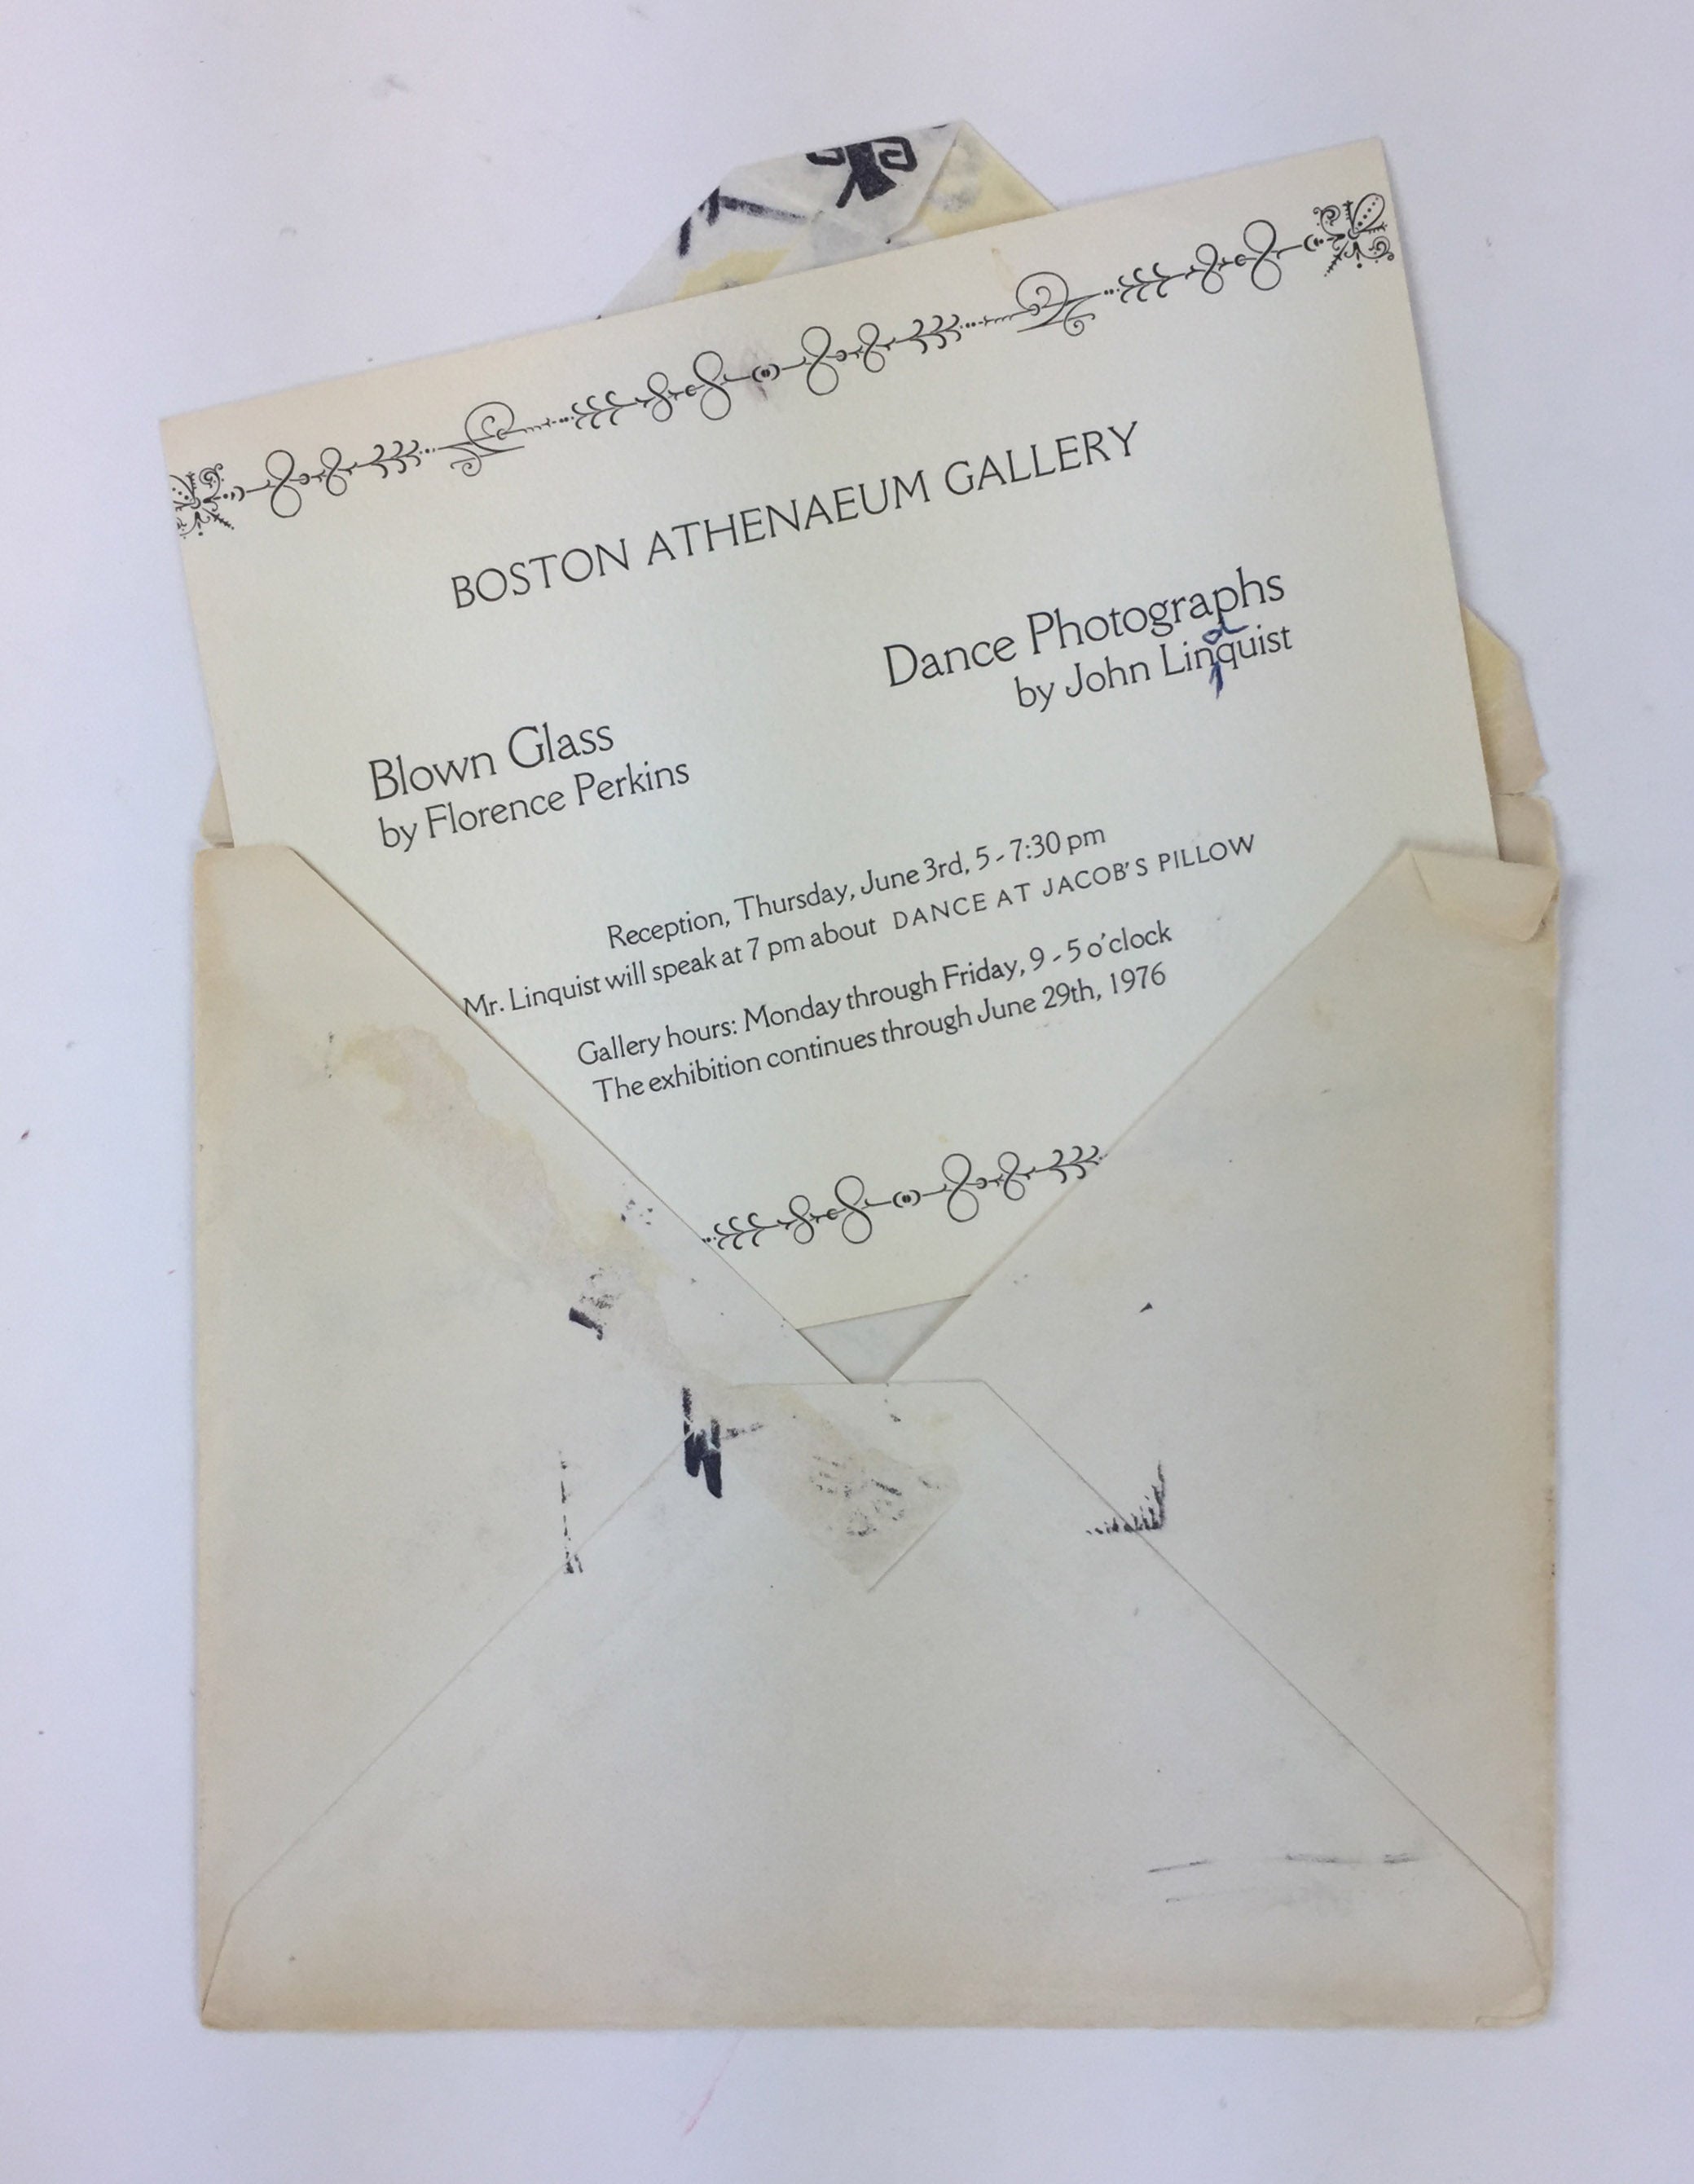 BOSTON ATHENAEUM GALLERY
Dance Photographs
by John Linquist
d
Blown Glass
by Florence Perkins
Reception, Thursday, June 3rd, 5 - 7:30 pm
Mr. Linquist will speak at 7 pm about DANCE AT JACOB'S PILLOW
Gallery hours: Monday through Friday, 9 - 5 o'clock
The exhibition continues through June 29th, 1976